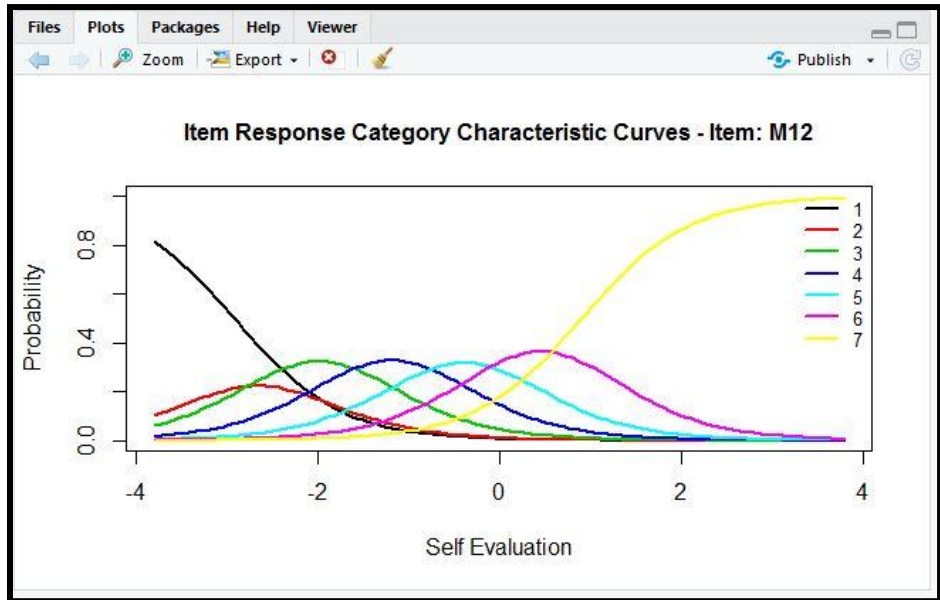 Files Plots Packages Help Viewer
Zoom Export Publish
Item Response Category Characteristic Curves - Item: M12
Probability
0.8
0.4
0.0
1
2
3
4
5
6
7
-4 -2 0 2 4
Self Evaluation